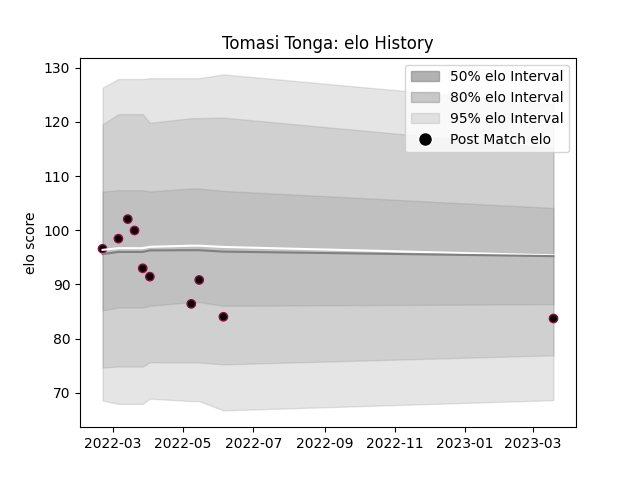 Tomasi Tonga: elo History
130
120
110
100
90
80
70
elo score
50% elo Interval
80% elo Interval
95% elo Interval
Post Match elo
2022-03 2022-05 2022-07 2022-09 2022-11 2023-01 2023-03